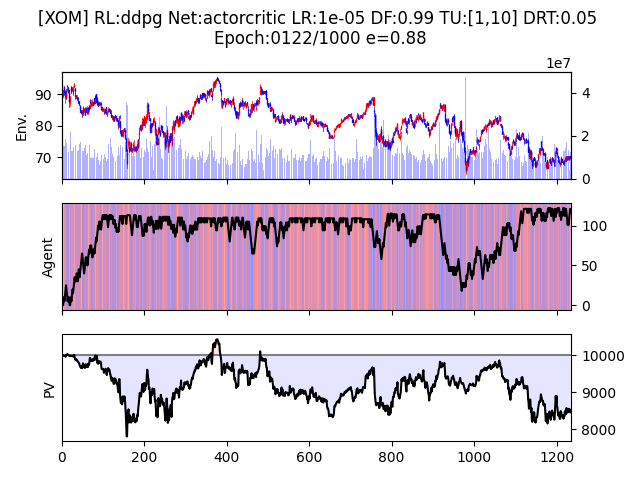 [XOM] RL:ddpg Net:actorcritic LR:1e-05 DF:0.99 TU:[1,10] DRT:0.05
Epoch:0122/1000 e=0.88
1e7
Env.
90
80
70
4
2
0
Agent
100
50
0
PV
10000
9000
8000
0 200 400 600 800 1000 1200